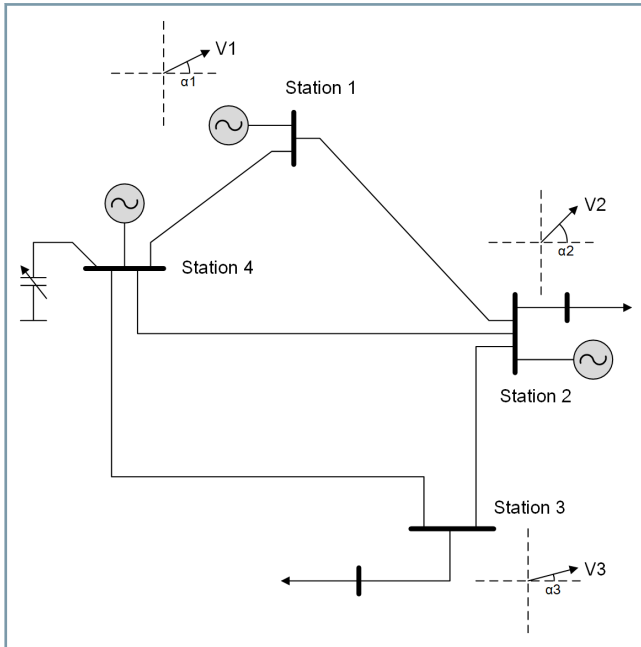 V1
α1
Station 1
V2
α2
Station 4
Station 2
Station 3
V3
α3